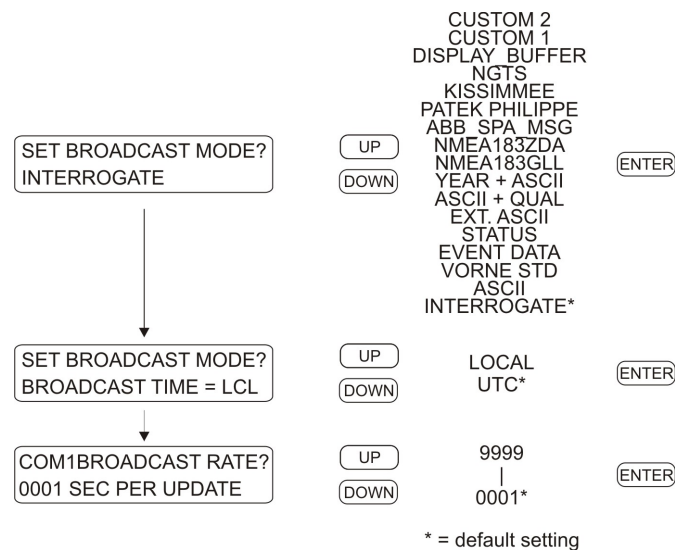 CUSTOM 2
CUSTOM 1
DISPLAY_BUFFER
NGTS
KISSIMMEE
PATEK PHILIPPE
ABB_SPA_MSG
NMEA183ZDA
NMEA183GLL
YEAR + ASCII
ASCII + QUAL
EXT. ASCII
STATUS
EVENT DATA
VORNE STD
ASCII
INTERROGATE*
SET BROADCAST MODE?
INTERROGATE
UP
DOWN
ENTER
SET BROADCAST MODE?
BROADCAST TIME = LCL
UP
DOWN
LOCAL
UTC*
ENTER
COM1BROADCAST RATE?
0001 SEC PER UPDATE
UP
DOWN
9999
0001*
ENTER
* = default setting